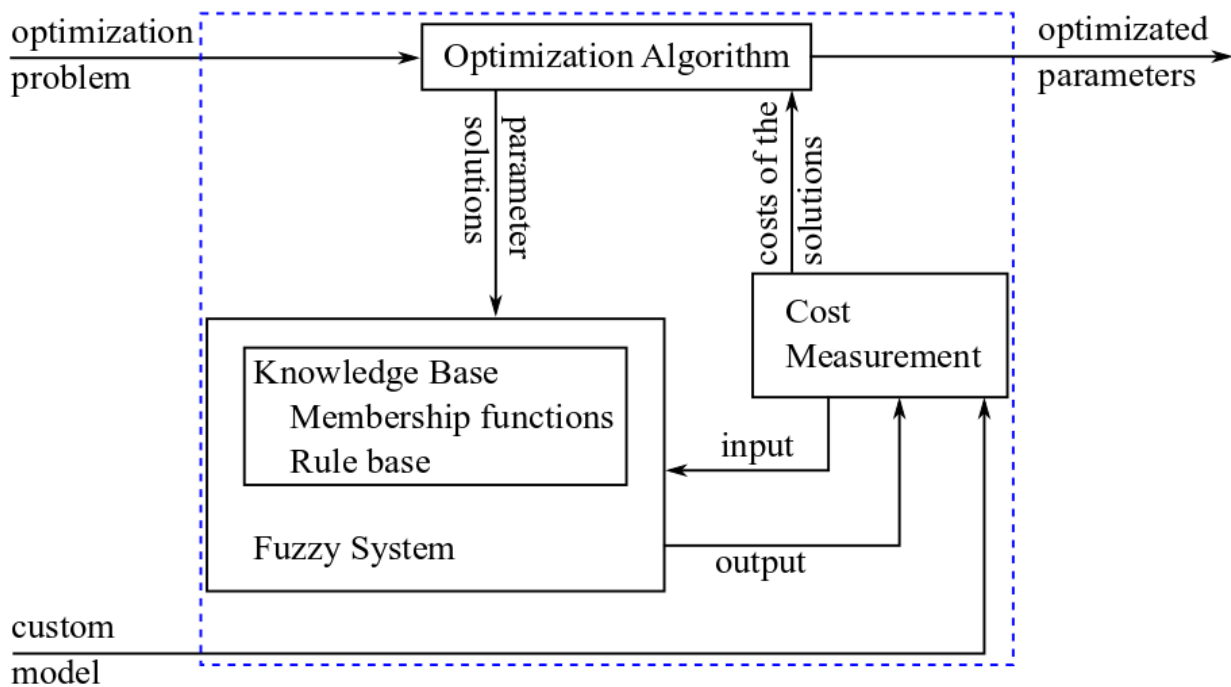 optimization
problem
Optimization Algorithm
optimizated
parameters
parameter
solutions
costs of the
solutions
Cost
Measurement
Knowledge Base
Membership functions
Rule base
input
Fuzzy System
output
custom
model